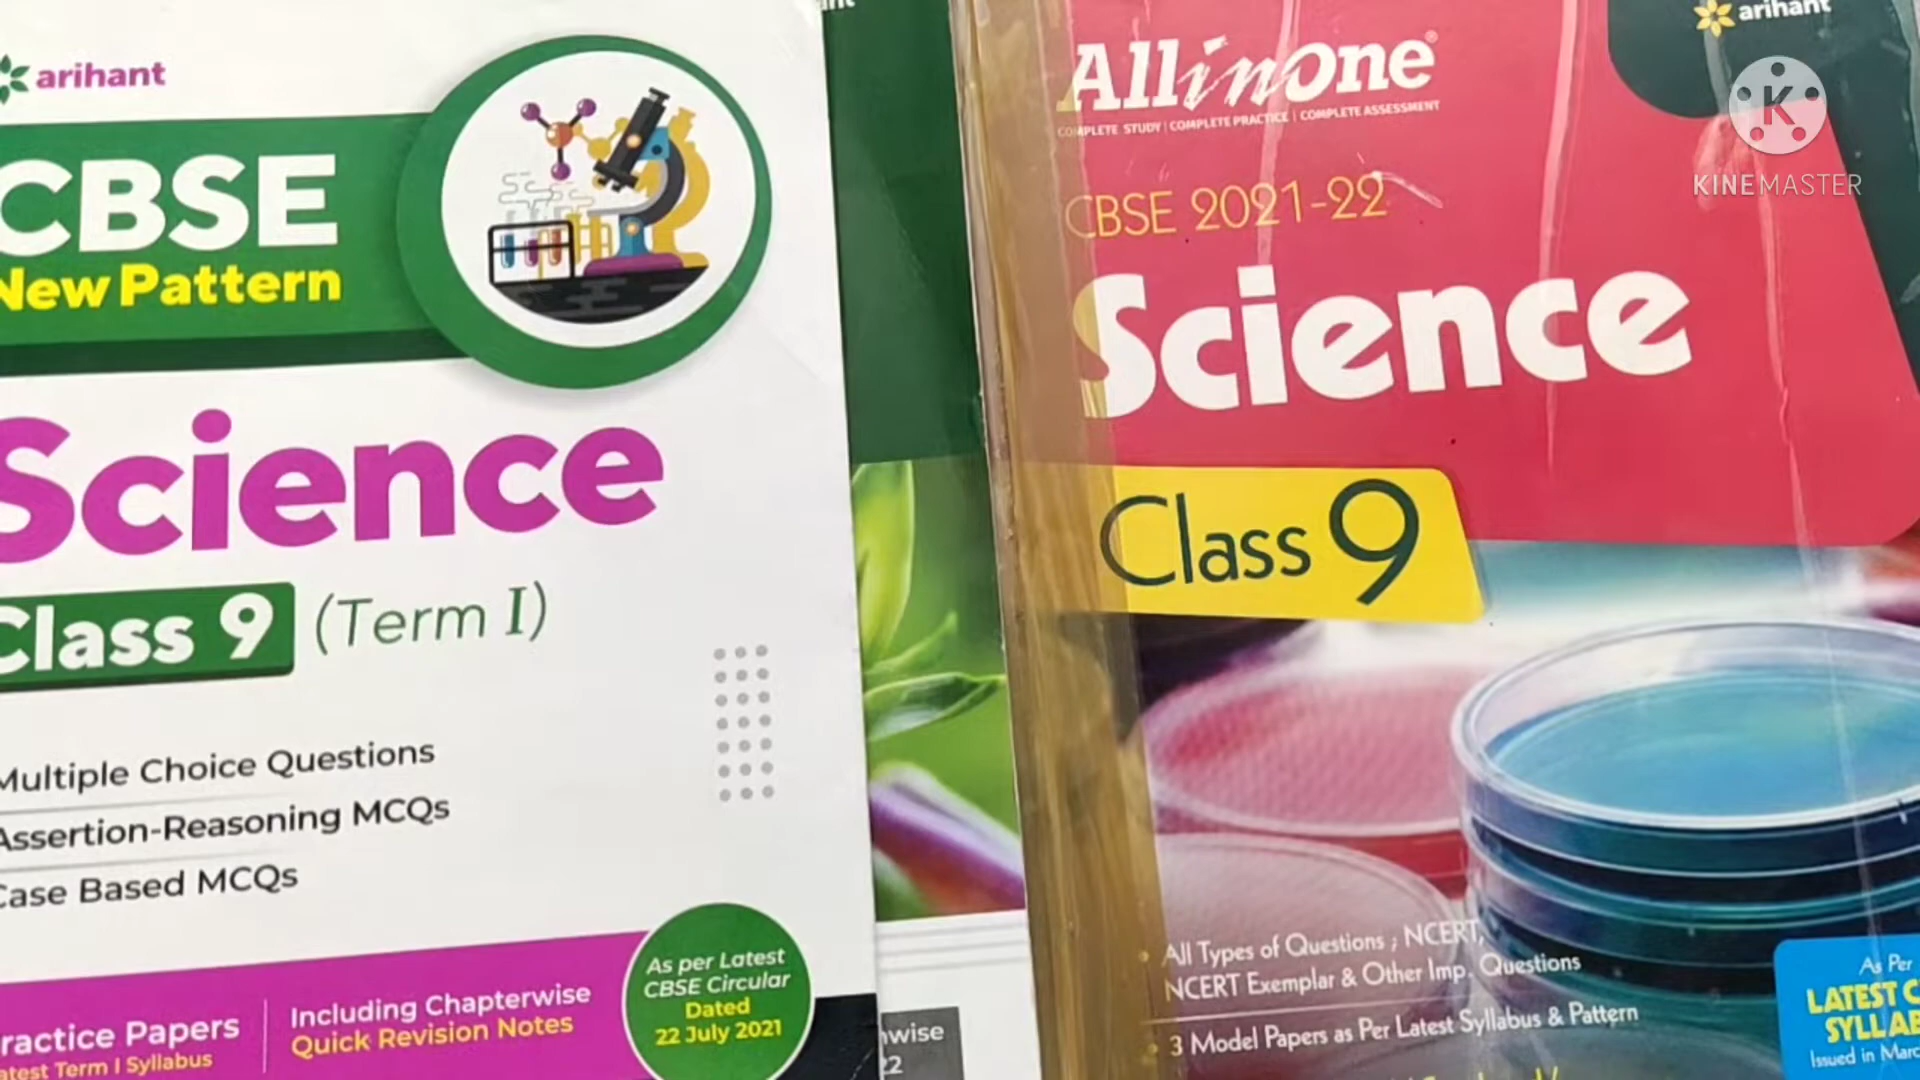 arihant
CBSE
New Pattern
Science
Class 9 (Term I)
Multiple Choice Questions
Assertion-Reasoning MCQs
Case Based MCQs
Practice Papers
Latest Term I Syllabus
Including Chapterwise
Quick Revision Notes
As per Latest
CBSE Circular
Dated
22 July 2021
arihant
All in One®
COMPLETE STUDY | COMPLETE PRACTICE | COMPLETE ASSESSMENT
CBSE 2021-22
Science
Class 9
All Types of Questions ; NCERT,
NCERT Exemplar & Other Imp. Questions
3 Model Papers as Per Latest Syllabus & Pattern
As Per
LATEST
Issued in
K
KINEMASTER